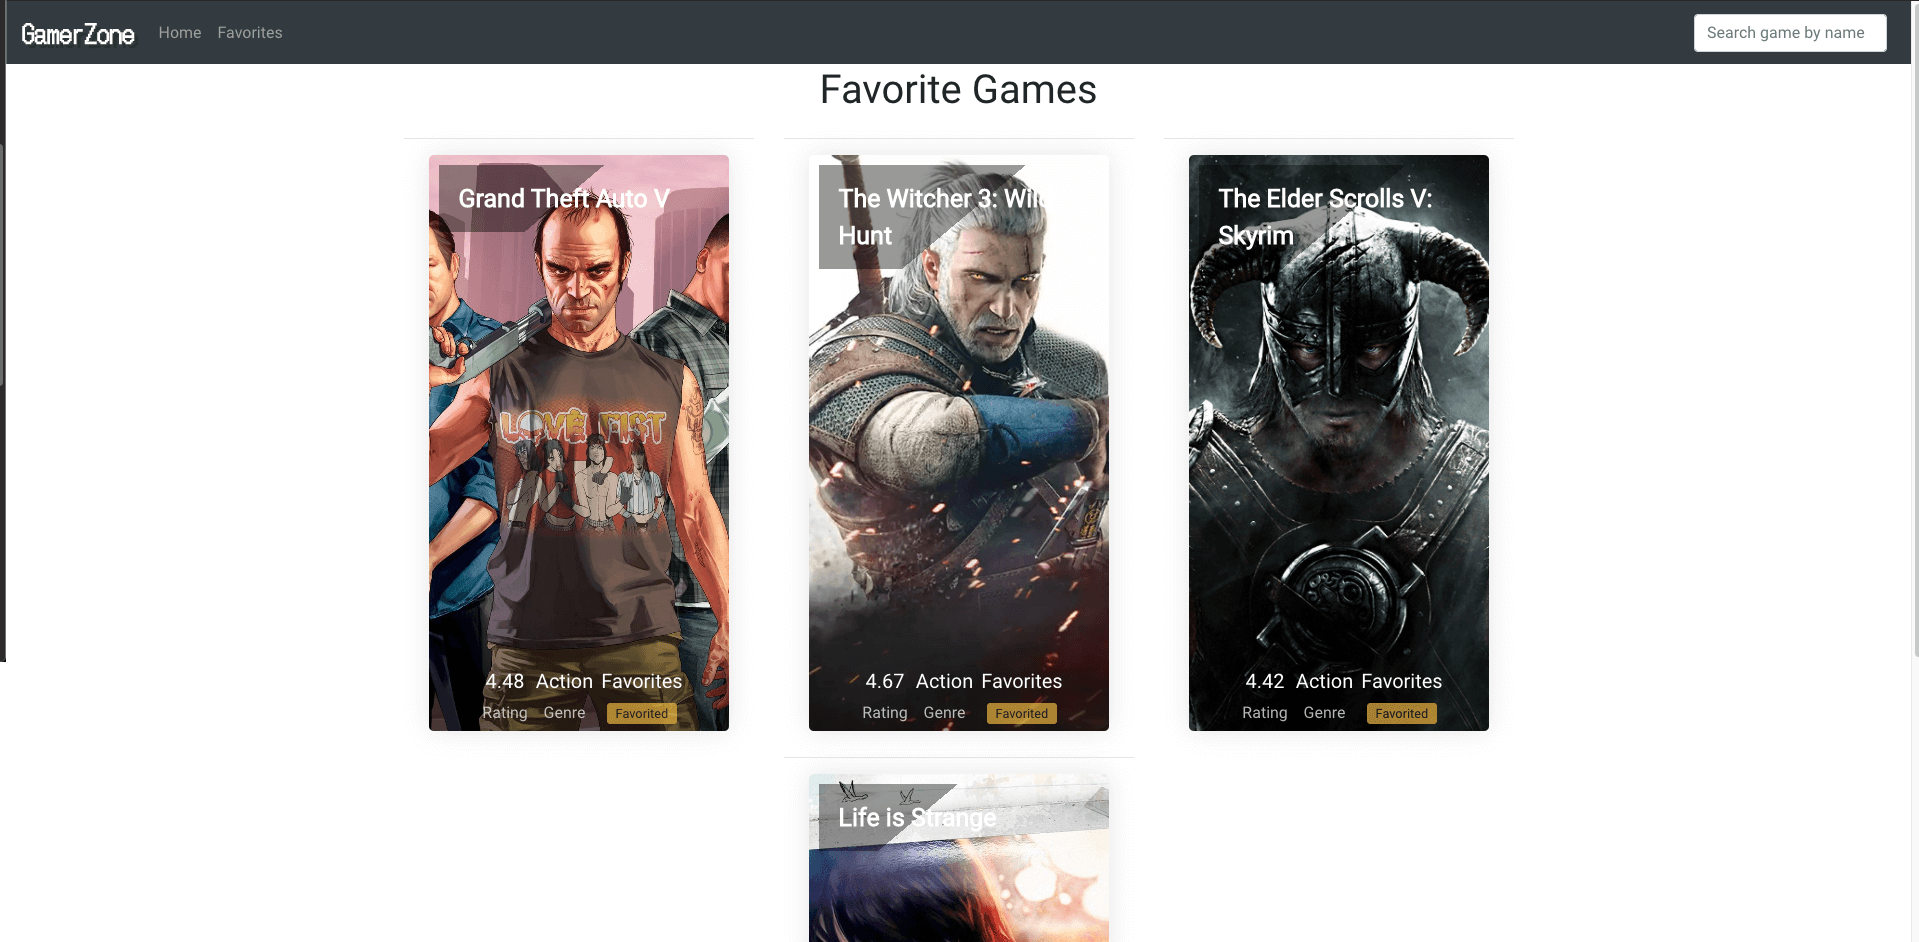 GamerZone Home Favorites Search game by name
Favorite Games
Grand Theft Auto V
LOVE FIST
4.48 Action Favorites
Rating Genre Favorited
The Witcher 3: Wild
Hunt
4.67 Action Favorites
Rating Genre Favorited
The Elder Scrolls V:
Skyrim
4.42 Action Favorites
Rating Genre Favorited
Life is Strange